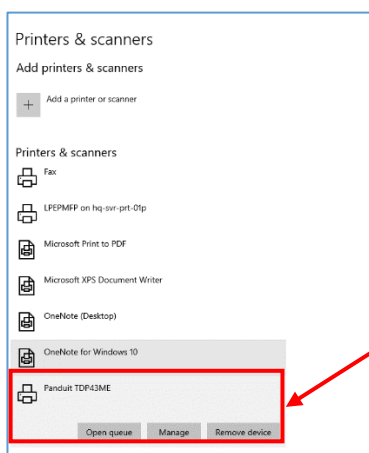 Printers & scanners
Add printers & scanners
Add a printer or scanner
Printers & scanners
Fax
LPEPMFP on hq-svr-prt-01p
Microsoft Print to PDF
Microsoft XPS Document Writer
OneNote (Desktop)
OneNote for Windows 10
Panduit TDP43ME
Open queue Manage Remove device